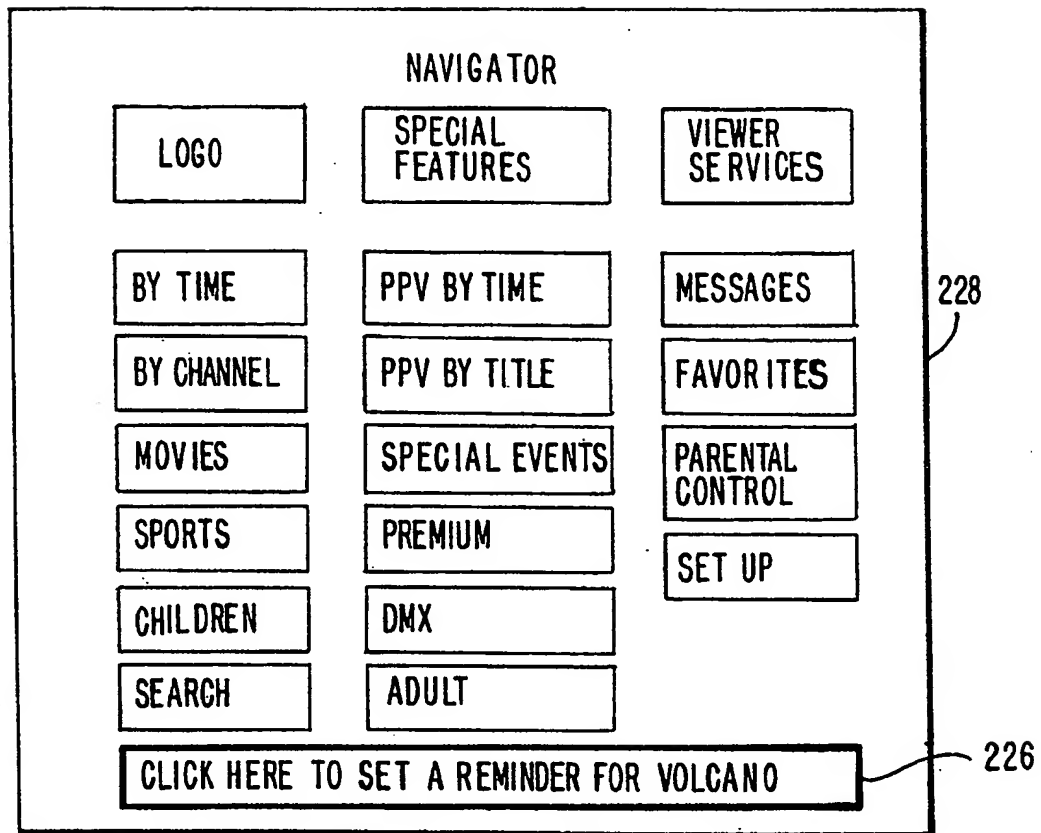 NAVIGATOR
LOGO
SPECIAL
FEATURES
VIEWER
SERVICES
BY TIME
PPV BY TIME
MESSAGES
BY CHANNEL
PPV BY TITLE
FAVORITES
MOVIES
SPECIAL EVENTS
PARENTAL
CONTROL
SPORTS
PREMIUM
SET UP
CHILDREN
DMX
SEARCH
ADULT
CLICK HERE TO SET A REMINDER FOR VOLCANO
228
226